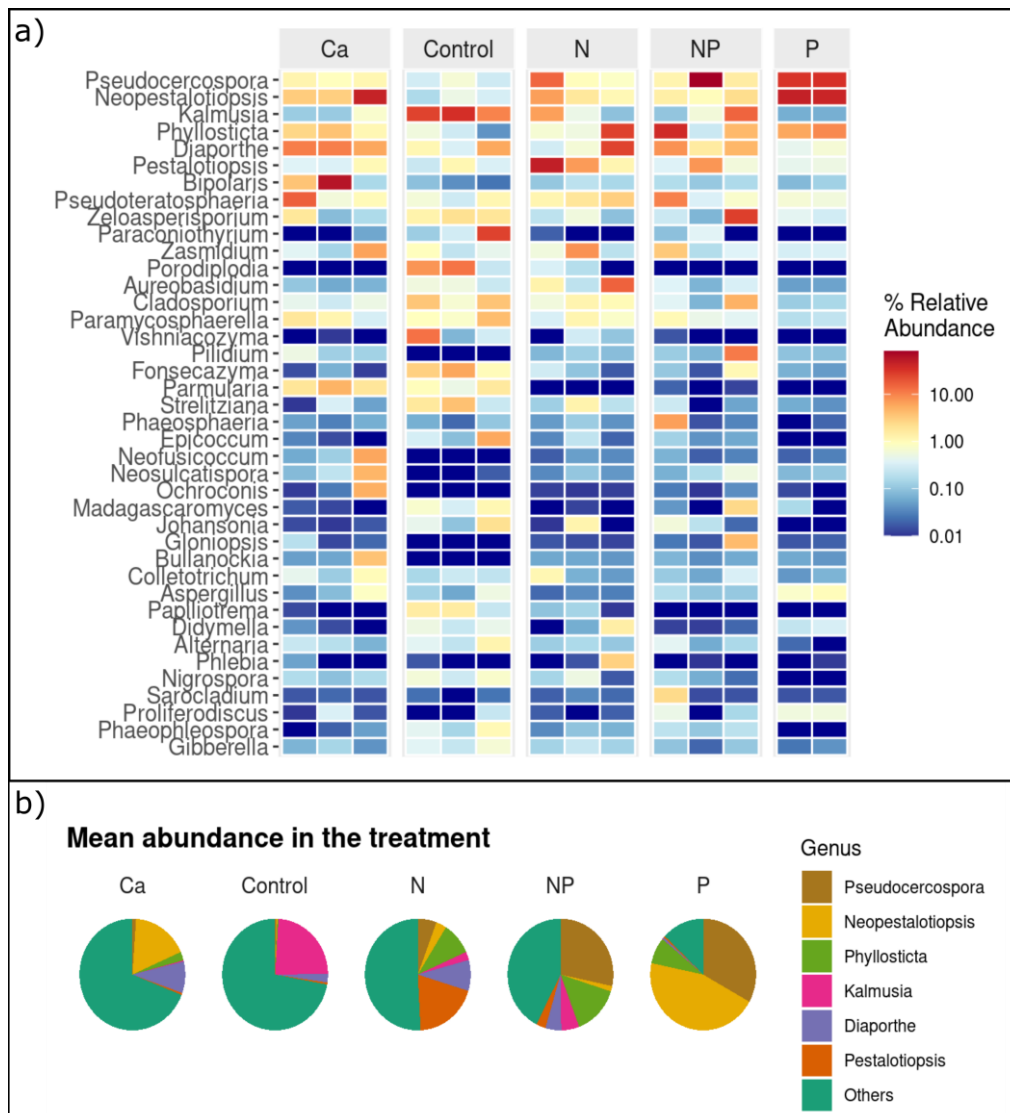 a)
Ca Control N NP P
Pseudocercospora
Neopestalotiopsis
Kalmusia
Phyllosticta
Diaporthe
Pestalotiopsis
Bipolaris
Pseudoteratosphaeria
Zeloasperisporium
Paraconiothyrium
Zasmidium
Porodiplodia
Aureobasidium
Cladosporium
Paramycosphaerella
Vishniacozyma
Pilidium
Fonsecazyma
Parmularia
Strelitziana
Phaeosphaeria
Epicoccum
Neofusicoccum
Neosulcatispora
Ochroconis
Madagascaromyces
Johansonia
Gloniopsis
Bullanockia
Colletotrichum
Aspergillus
Papiliotrema
Didymella
Alternaria
Phlebia
Nigrospora
Sarocladium
Proliferodiscus
Phaeophleospora
Gibberella
% Relative
Abundance
10.00
1.00
0.10
0.01
b)
Mean abundance in the treatment
Ca Control N NP P
Genus
Pseudocercospora
Neopestalotiopsis
Phyllosticta
Kalmusia
Diaporthe
Pestalotiopsis
Others